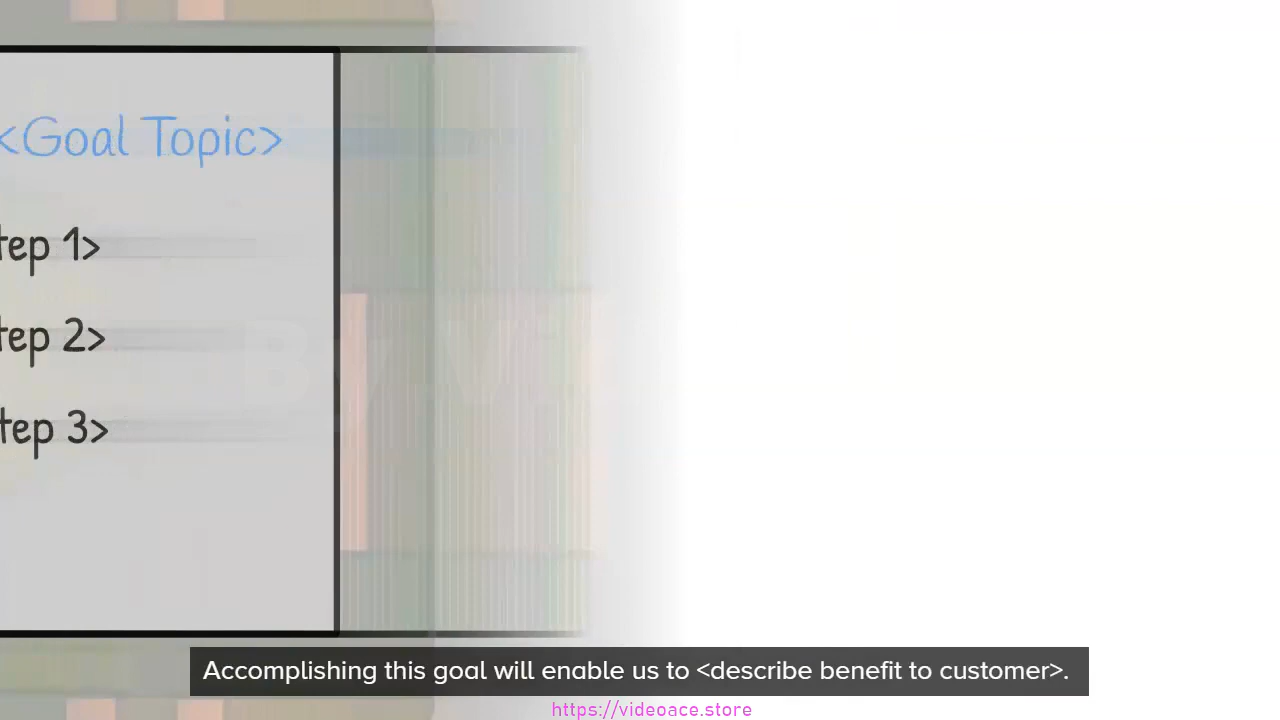 <Goal Topic>
tep 1>
tep 2>
tep 3>
By
Accomplishing this goal will enable us to <describe benefit to customer>.
https://videoace.store